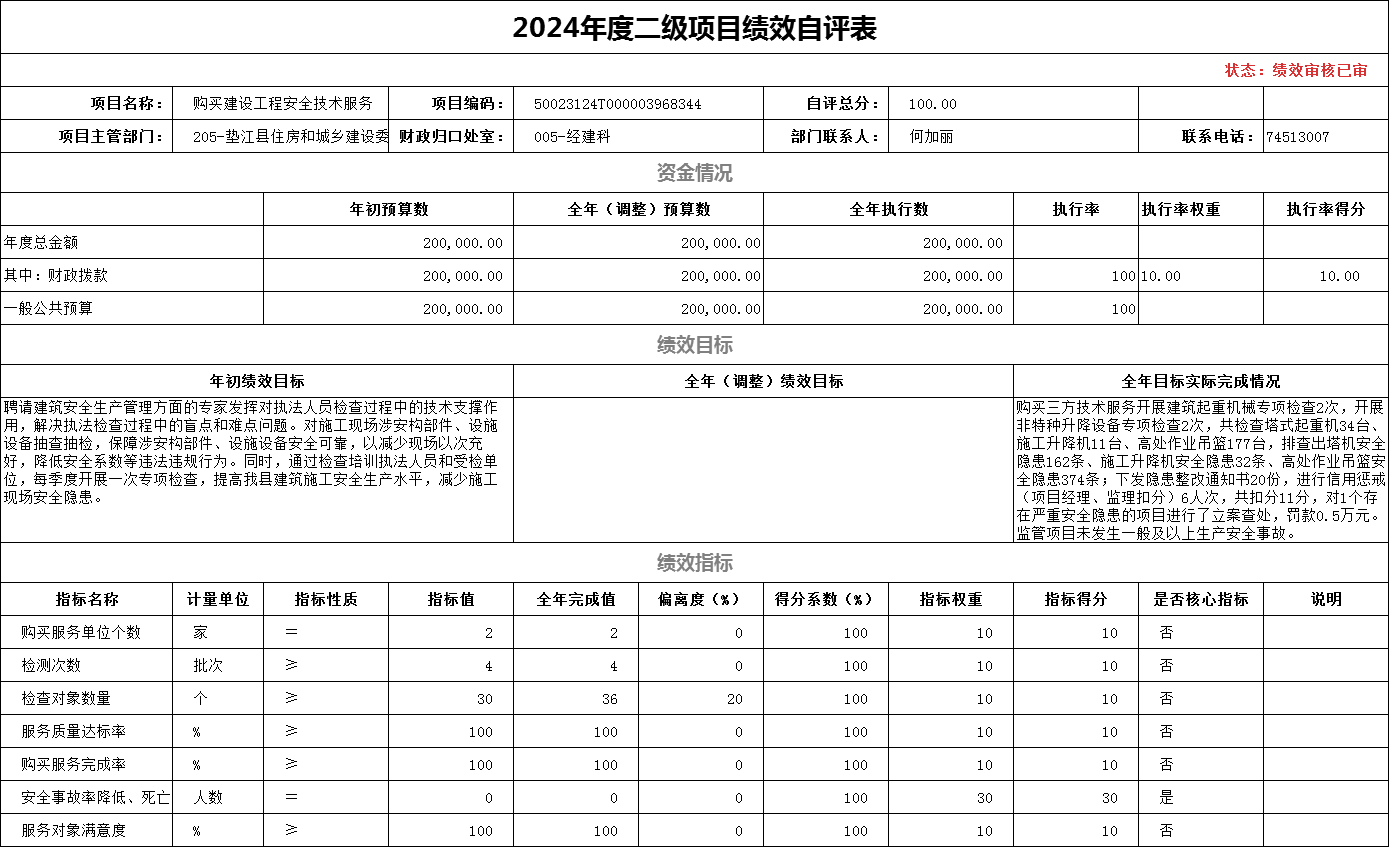 2024年度二级项目绩效自评表
状态：绩效审核已审
项目名称： 购买建设工程安全技术服务 项目编码： 50023124T000003968344 自评总分： 100.00
项目主管部门： 205-垫江县住房和城乡建设委 财政归口处室： 005-经建科 部门联系人： 何加丽 联系电话： 74513007
资金情况
年初预算数 全年（调整）预算数 全年执行数 执行率 执行率权重 执行率得分
年度总金额 200,000.00 200,000.00 200,000.00
其中：财政拨款 200,000.00 200,000.00 200,000.00 100 10.00 10.00
一般公共预算 200,000.00 200,000.00 200,000.00 100
绩效目标
年初绩效目标 全年（调整）绩效目标 全年目标实际完成情况
聘请建筑安全生产管理方面的专家发挥对执法人员检查过程中的技术支撑作
用，解决执法检查过程中的盲点和难点问题。对施工现场涉安构部件、设施
设备抽查抽检，保障涉安构部件、设施设备安全可靠，以减少现场以次充
好，降低安全系数等违法违规行为。同时，通过检查培训执法人员和受检单
位，每季度开展一次专项检查，提高我县建筑施工安全生产水平，减少施工
现场安全隐患。
购买三方技术服务开展建筑起重机械专项检查2次，开展
非特种升降设备专项检查2次，共检查塔式起重机34台、
施工升降机11台、高处作业吊篮177台，排查出塔机安全
隐患162条、施工升降机安全隐患32条、高处作业吊篮安
全隐患374条；下发隐患整改通知书20份，进行信用惩戒
（项目经理、监理扣分）6人次，共扣分11分，对1个存
在严重安全隐患的项目进行了立案查处，罚款0.5万元。
监管项目未发生一般及以上生产安全事故。
绩效指标
指标名称 计量单位 指标性质 指标值 全年完成值 偏离度（%） 得分系数（%） 指标权重 指标得分 是否核心指标 说明
购买服务单位个数 家 ＝ 2 2 0 100 10 10 否
检测次数 批次 ≥ 4 4 0 100 10 10 否
检查对象数量 个 ≥ 30 36 20 100 10 10 否
服务质量达标率 % ≥ 100 100 0 100 10 10 否
购买服务完成率 % ≥ 100 100 0 100 10 10 否
安全事故率降低、死亡 人数 ＝ 0 0 0 100 30 30 是
服务对象满意度 % ≥ 100 100 0 100 10 10 否